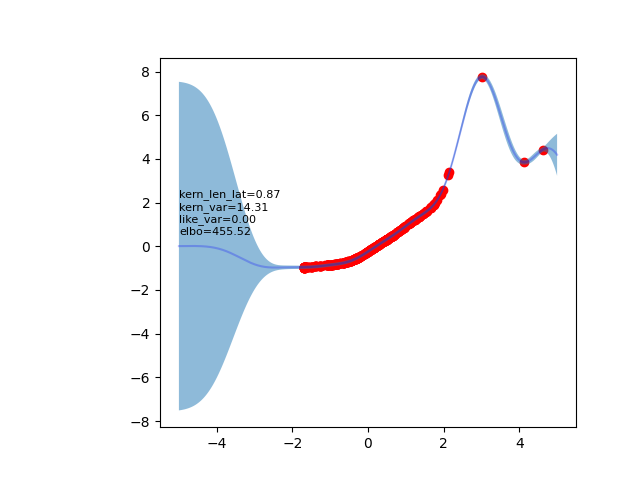 8
6
4
2
0
−2
−4
−6
−8
kern_len_lat=0.87
kern_var=14.31
like_var=0.00
elbo=455.52
−4 −2 0 2 4